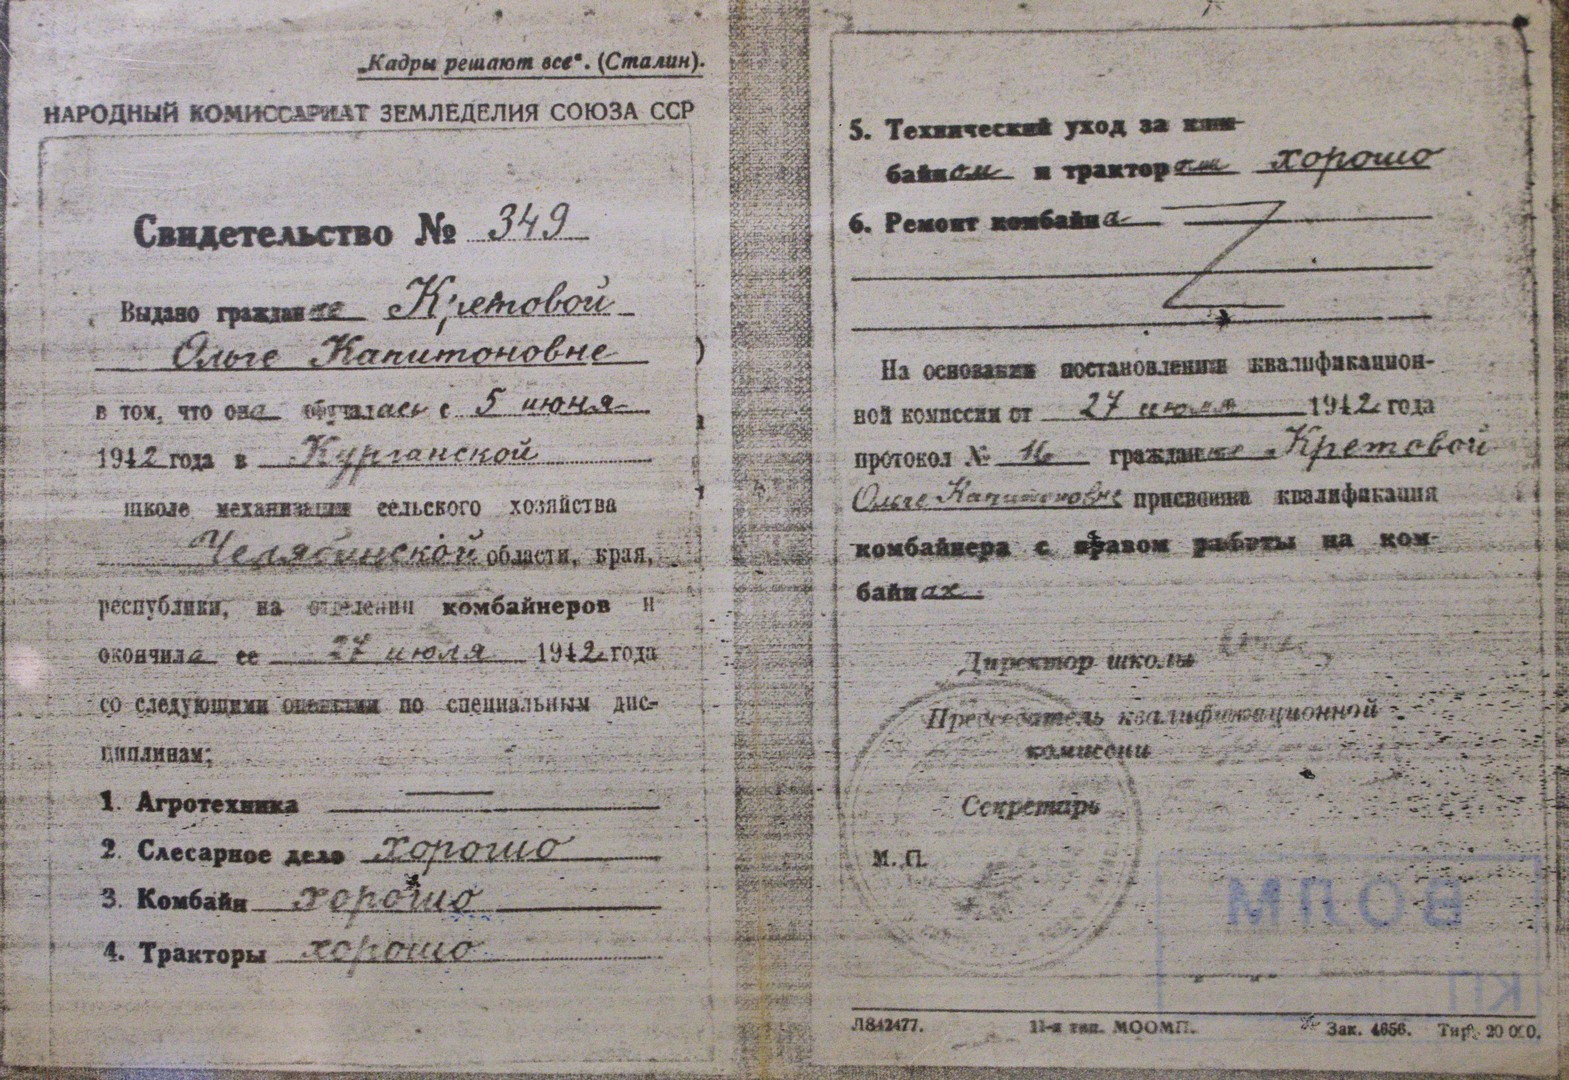 „Кадры решают все“. (Сталин).
НАРОДНЫЙ КОМИССАРИАТ ЗЕМЛЕДЕЛИЯ СОЮЗА ССР
Свидетельство № 349
Выдано гражданке Кретовой
Ольге Капитоновне
в том, что она обучалась с 5 июня
1942 года в Курганской
школе механизации сельского хозяйства
Челябинской области, края,
республики, на отделении комбайнеров и
окончила ее 27 июля 1942 года
со следующими оценками по специальным дис-
циплинам:
1. Агротехника —
2. Слесарное дело хорошо
3. Комбайн хорошо
4. Тракторы хорошо
5. Технический уход за ком-
байном и трактором хорошо
6. Ремонт комбайна
На основании постановления квалификацион-
ной комиссии от 27 июля 1942 года
протокол № 16 гражданке Кретовой
Ольге Капитоновне присвоена квалификация
комбайнера с правом работы на ком-
байнах.
Директор школы
Председатель квалификационной
комиссии
Секретарь
М. П.
ВОЛМ
КП
Л842477. 11-я тип. МООМП. Зак. 4656. Тир. 20 000.